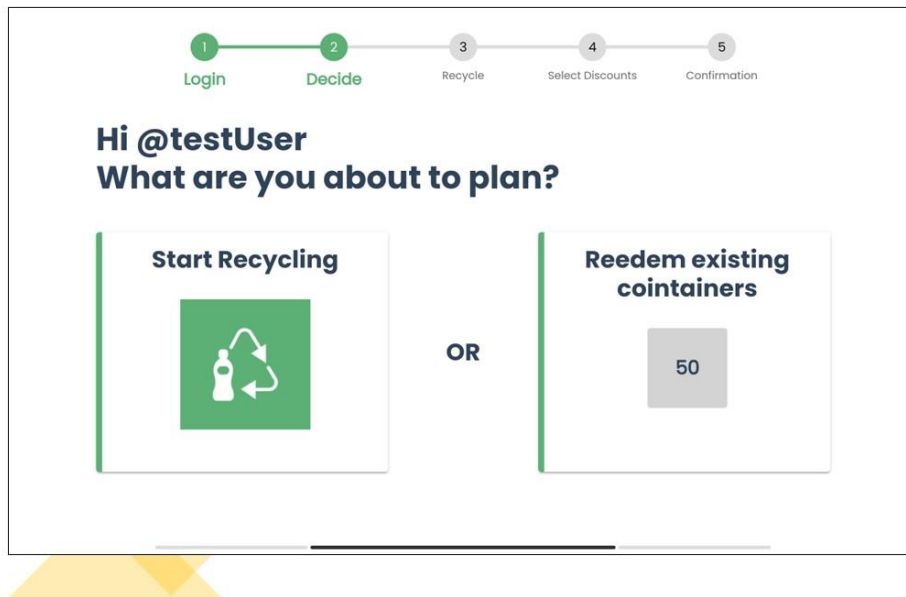 1 2 3 4 5
Login Decide Recycle Select Discounts Confirmation
Hi @testUser
What are you about to plan?
Start Recycling
OR
Reedem existing
cointainers
50